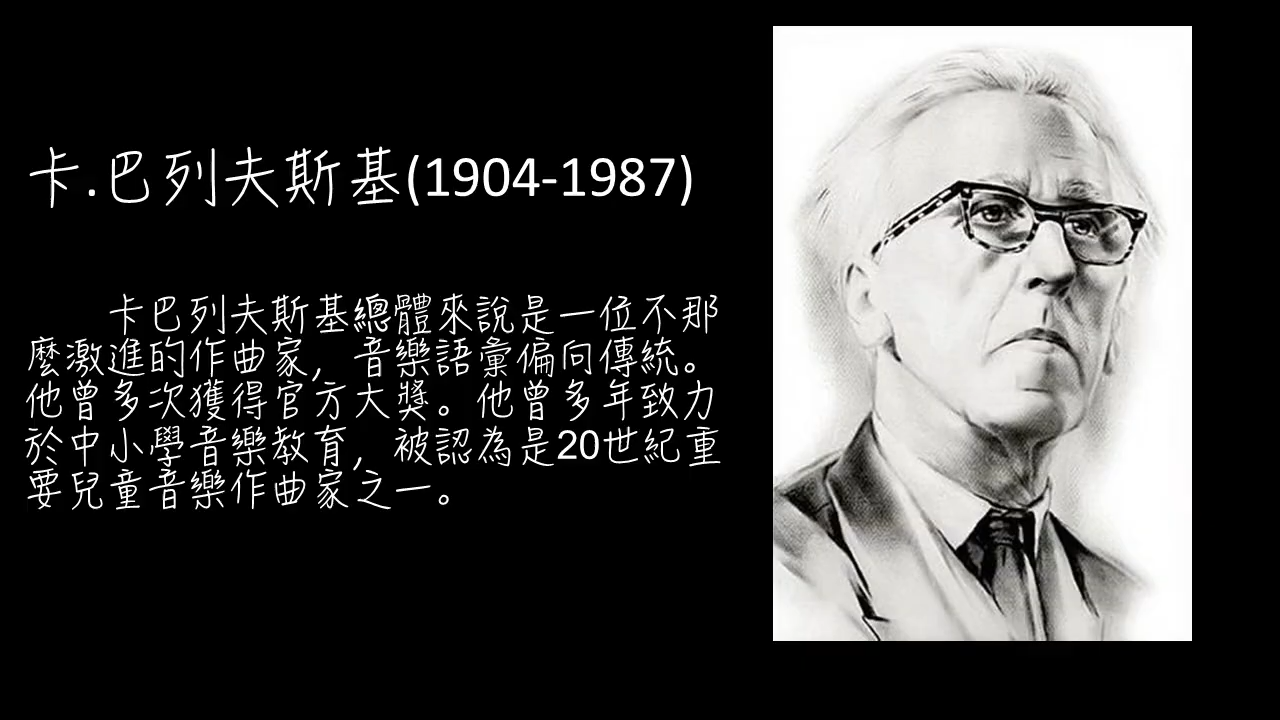 卡.巴列夫斯基(1904-1987)
卡巴列夫斯基總體來說是一位不那
麼激進的作曲家，音樂語彙偏向傳統。
他曾多次獲得官方大獎。他曾多年致力
於中小學音樂教育，被認為是20世紀重
要兒童音樂作曲家之一。